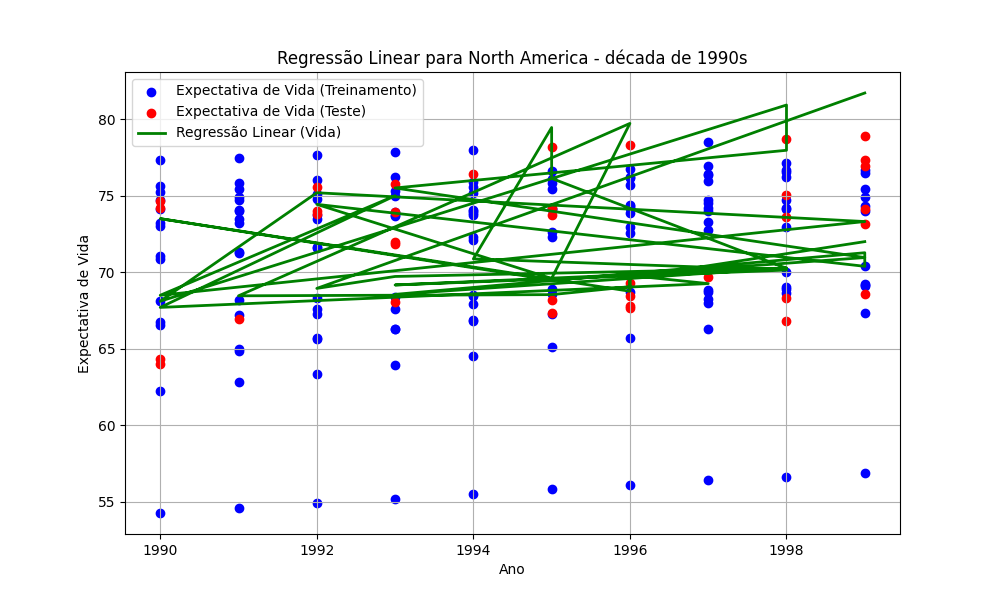 Regressão Linear para North America - década de 1990s
Expectativa de Vida (Treinamento)
Expectativa de Vida (Teste)
Regressão Linear (Vida)
Expectativa de Vida
80
75
70
65
60
55
1990
1992
1994
1996
1998
Ano